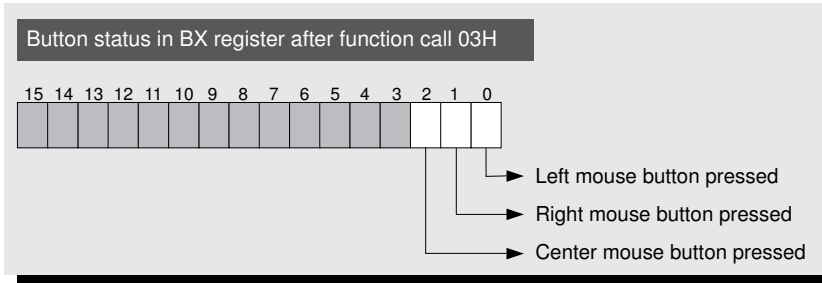 Button status in BX register after function call 03H
15 14 13 12 11 10 9 8 7 6 5 4 3 2 1 0
Left mouse button pressed
Right mouse button pressed
Center mouse button pressed